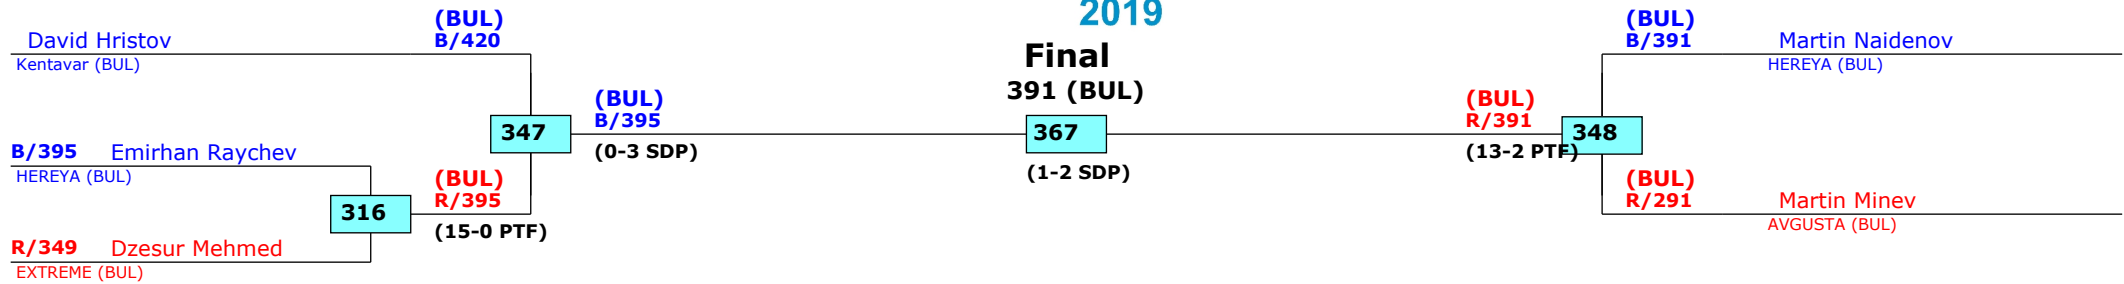 2019
Final
391 (BUL)
367
(1-2 SDP)
(BUL)
B/420
David Hristov
Kentavar (BUL)
347
(BUL)
B/395
(0-3 SDP)
B/395 Emirhan Raychev
HEREYA (BUL)
316
(BUL)
R/395
(15-0 PTF)
R/349 Dzesur Mehmed
EXTREME (BUL)
(BUL)
B/391 Martin Naidenov
HEREYA (BUL)
(BUL)
R/391
348
(13-2 PTF)
(BUL)
R/291 Martin Minev
AVGUSTA (BUL)